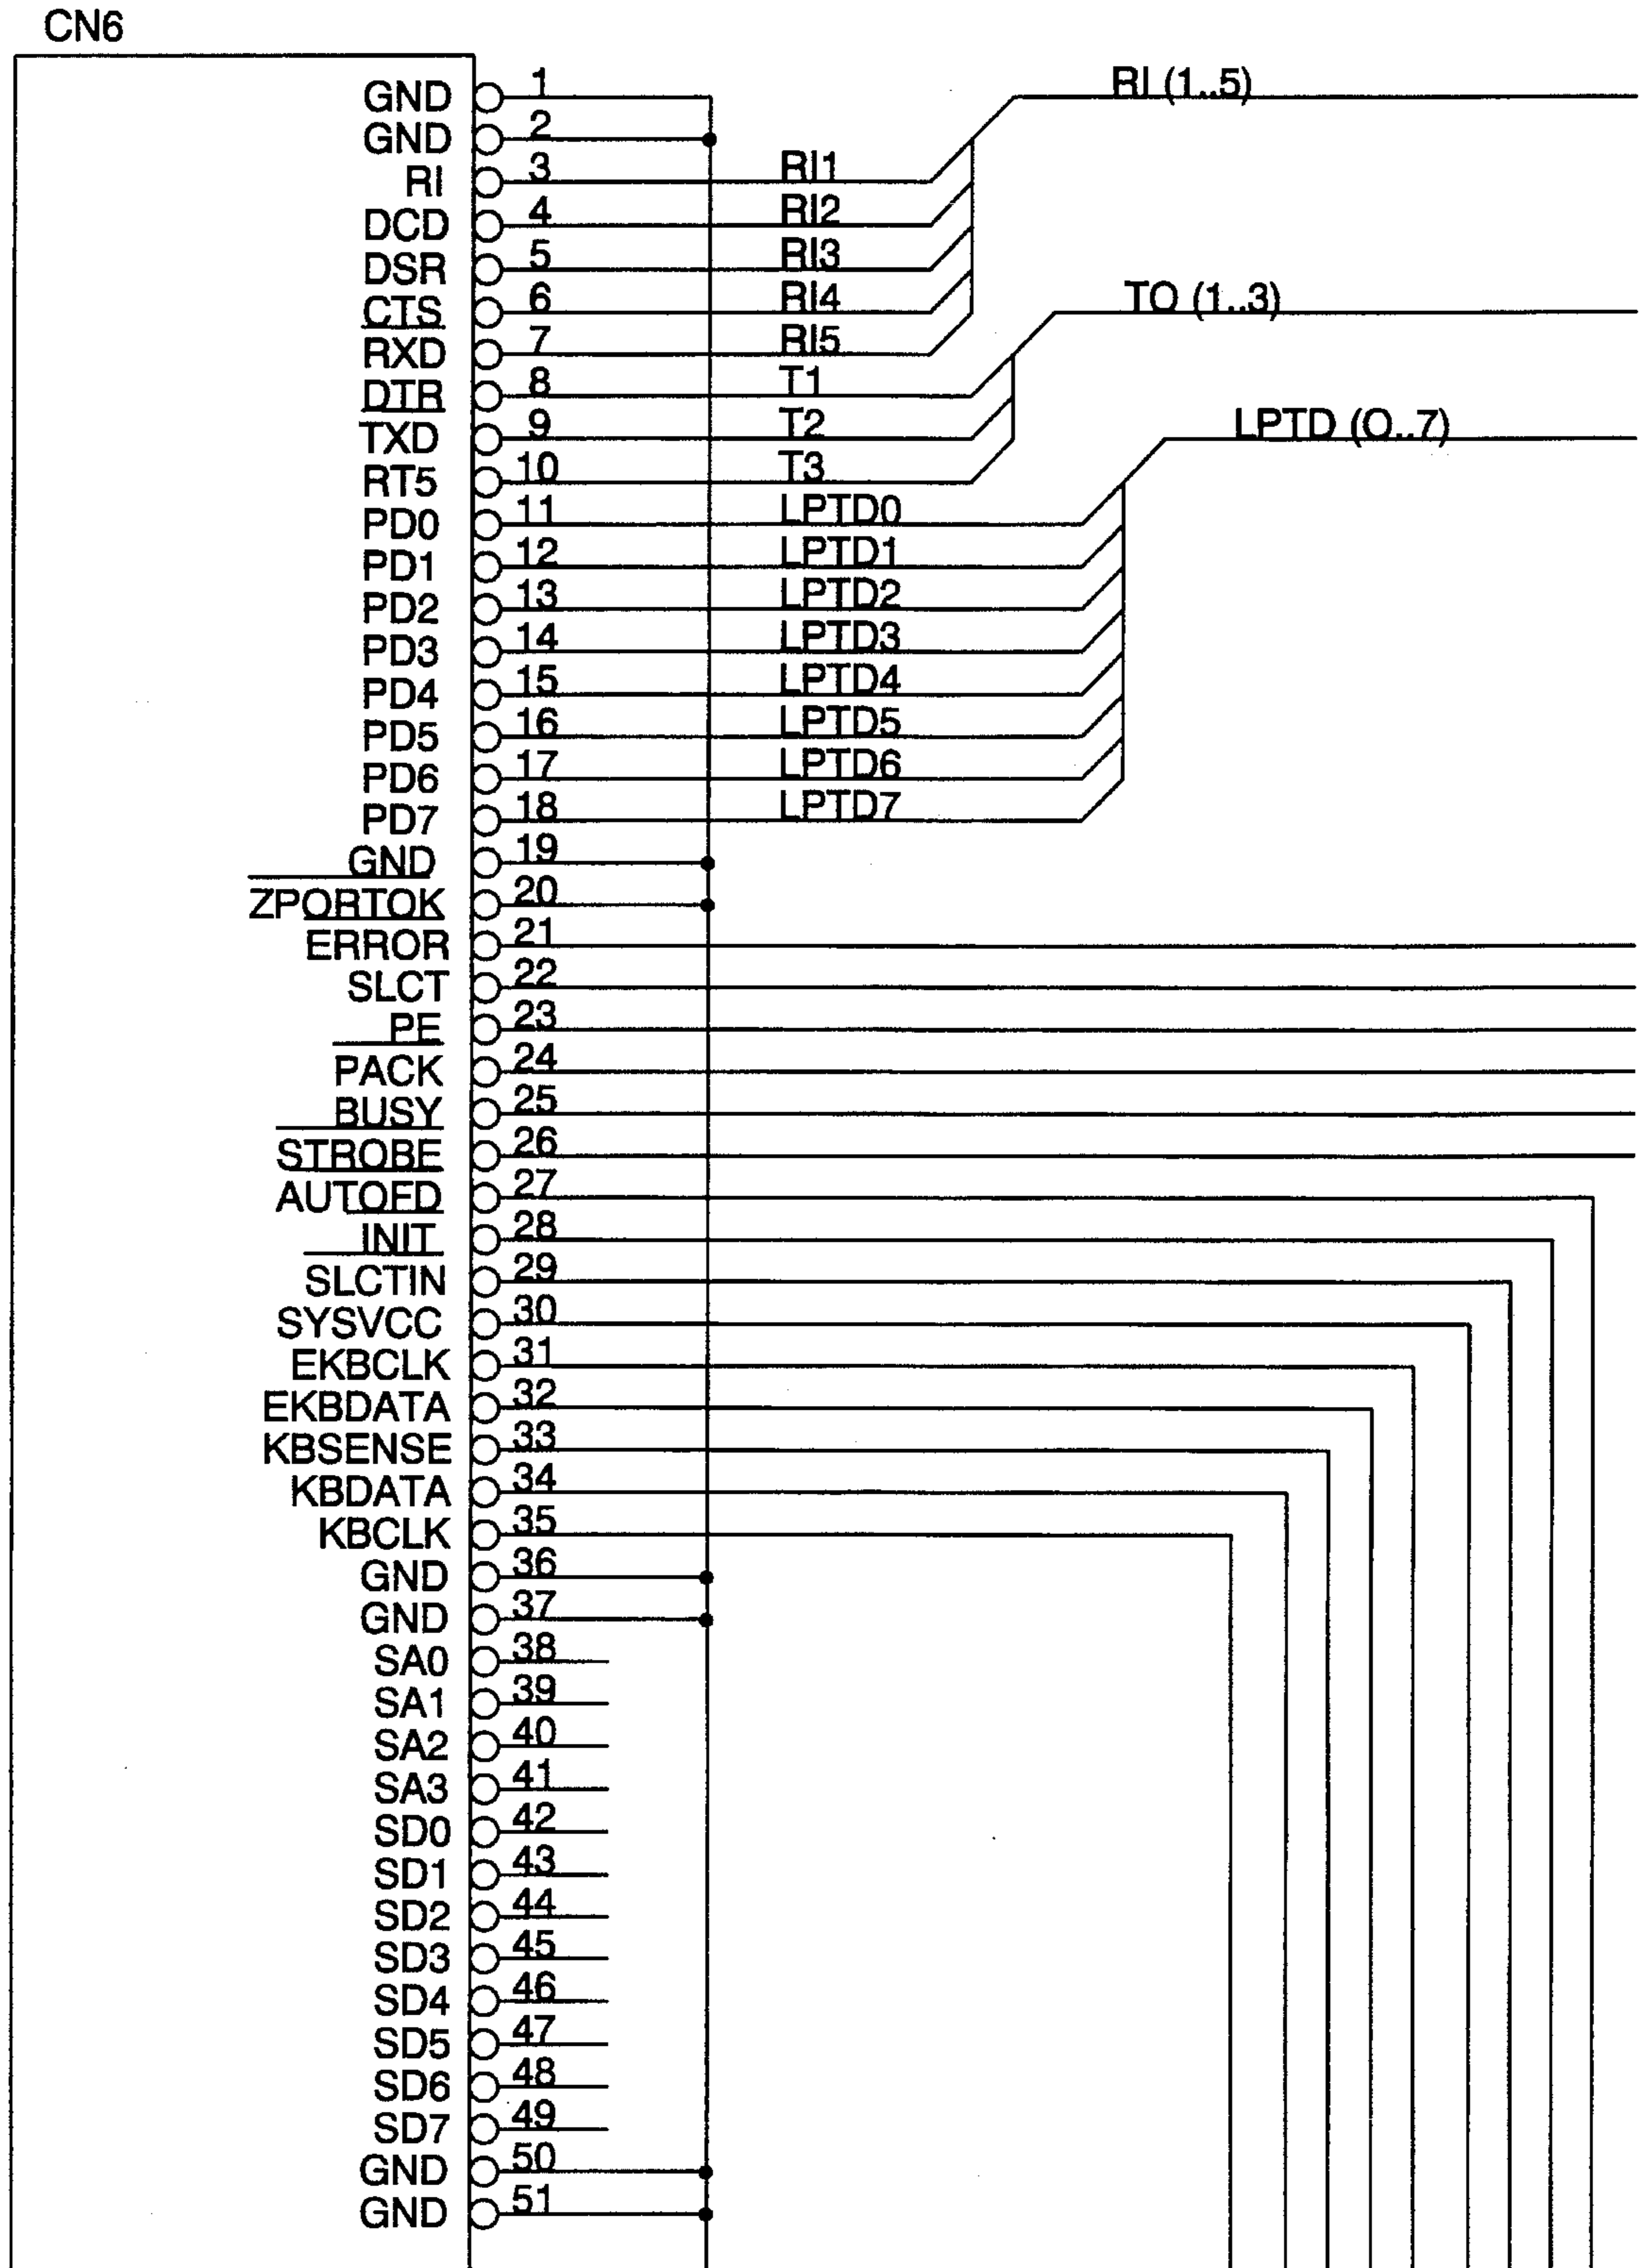 CN6
GND 1 RI (1..5)
GND 2
RI 3 RI1
DCD 4 RI2
DSR 5 RI3
CTS 6 RI4 TO (1..3)
RXD 7 RI5
DTR 8 T1
TXD 9 T2 LPTD (O..7)
RT5 10 T3
PD0 11 LPTD0
PD1 12 LPTD1
PD2 13 LPTD2
PD3 14 LPTD3
PD4 15 LPTD4
PD5 16 LPTD5
PD6 17 LPTD6
PD7 18 LPTD7
GND 19
ZPORTOK 20
ERROR 21
SLCT 22
PE 23
PACK 24
BUSY 25
STROBE 26
AUTOFD 27
INIT 28
SLCTIN 29
SYSVCC 30
EKBCLK 31
EKBDATA 32
KBSENSE 33
KBDATA 34
KBCLK 35
GND 36
GND 37
SA0 38
SA1 39
SA2 40
SA3 41
SD0 42
SD1 43
SD2 44
SD3 45
SD4 46
SD5 47
SD6 48
SD7 49
GND 50
GND 51